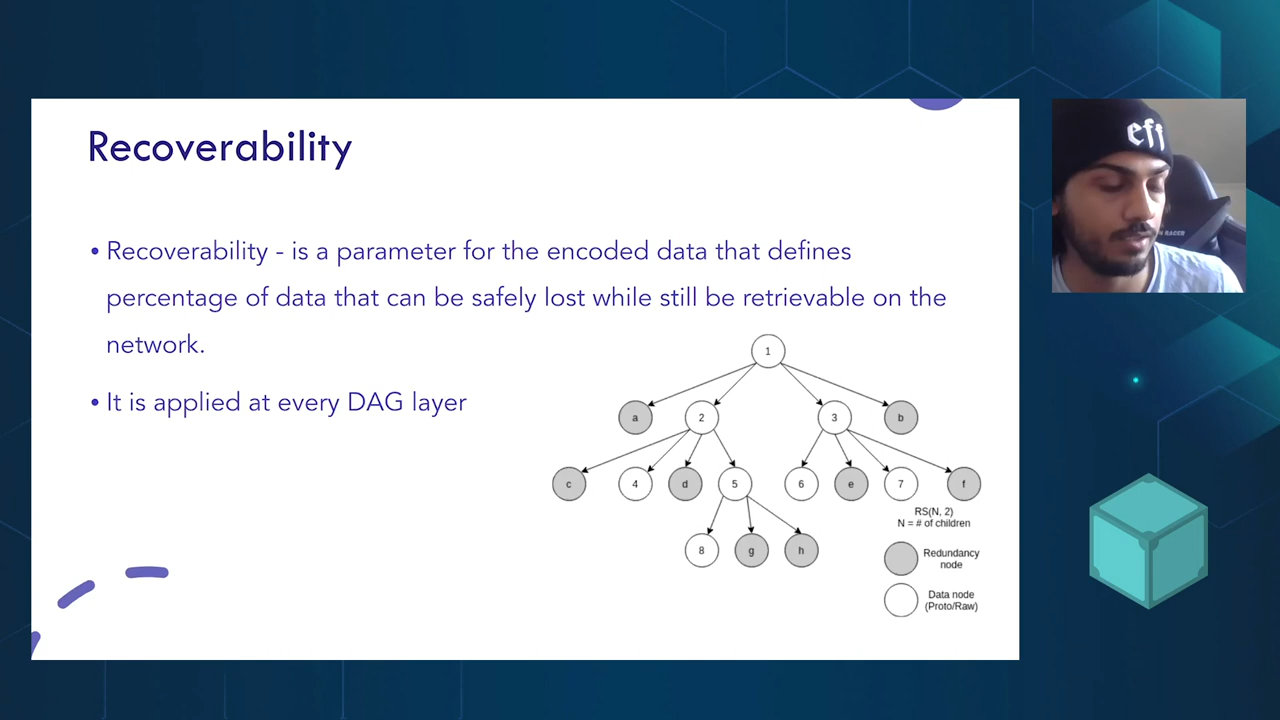 Recoverability
• Recoverability - is a parameter for the encoded data that defines
percentage of data that can be safely lost while still be retrievable on the
network.
• It is applied at every DAG layer
1
a
2
3
b
c
4
d
5
6
e
7
f
8
g
h
RS(N, 2)
N = # of children
Redundancy
node
Data node
(Proto/Raw)